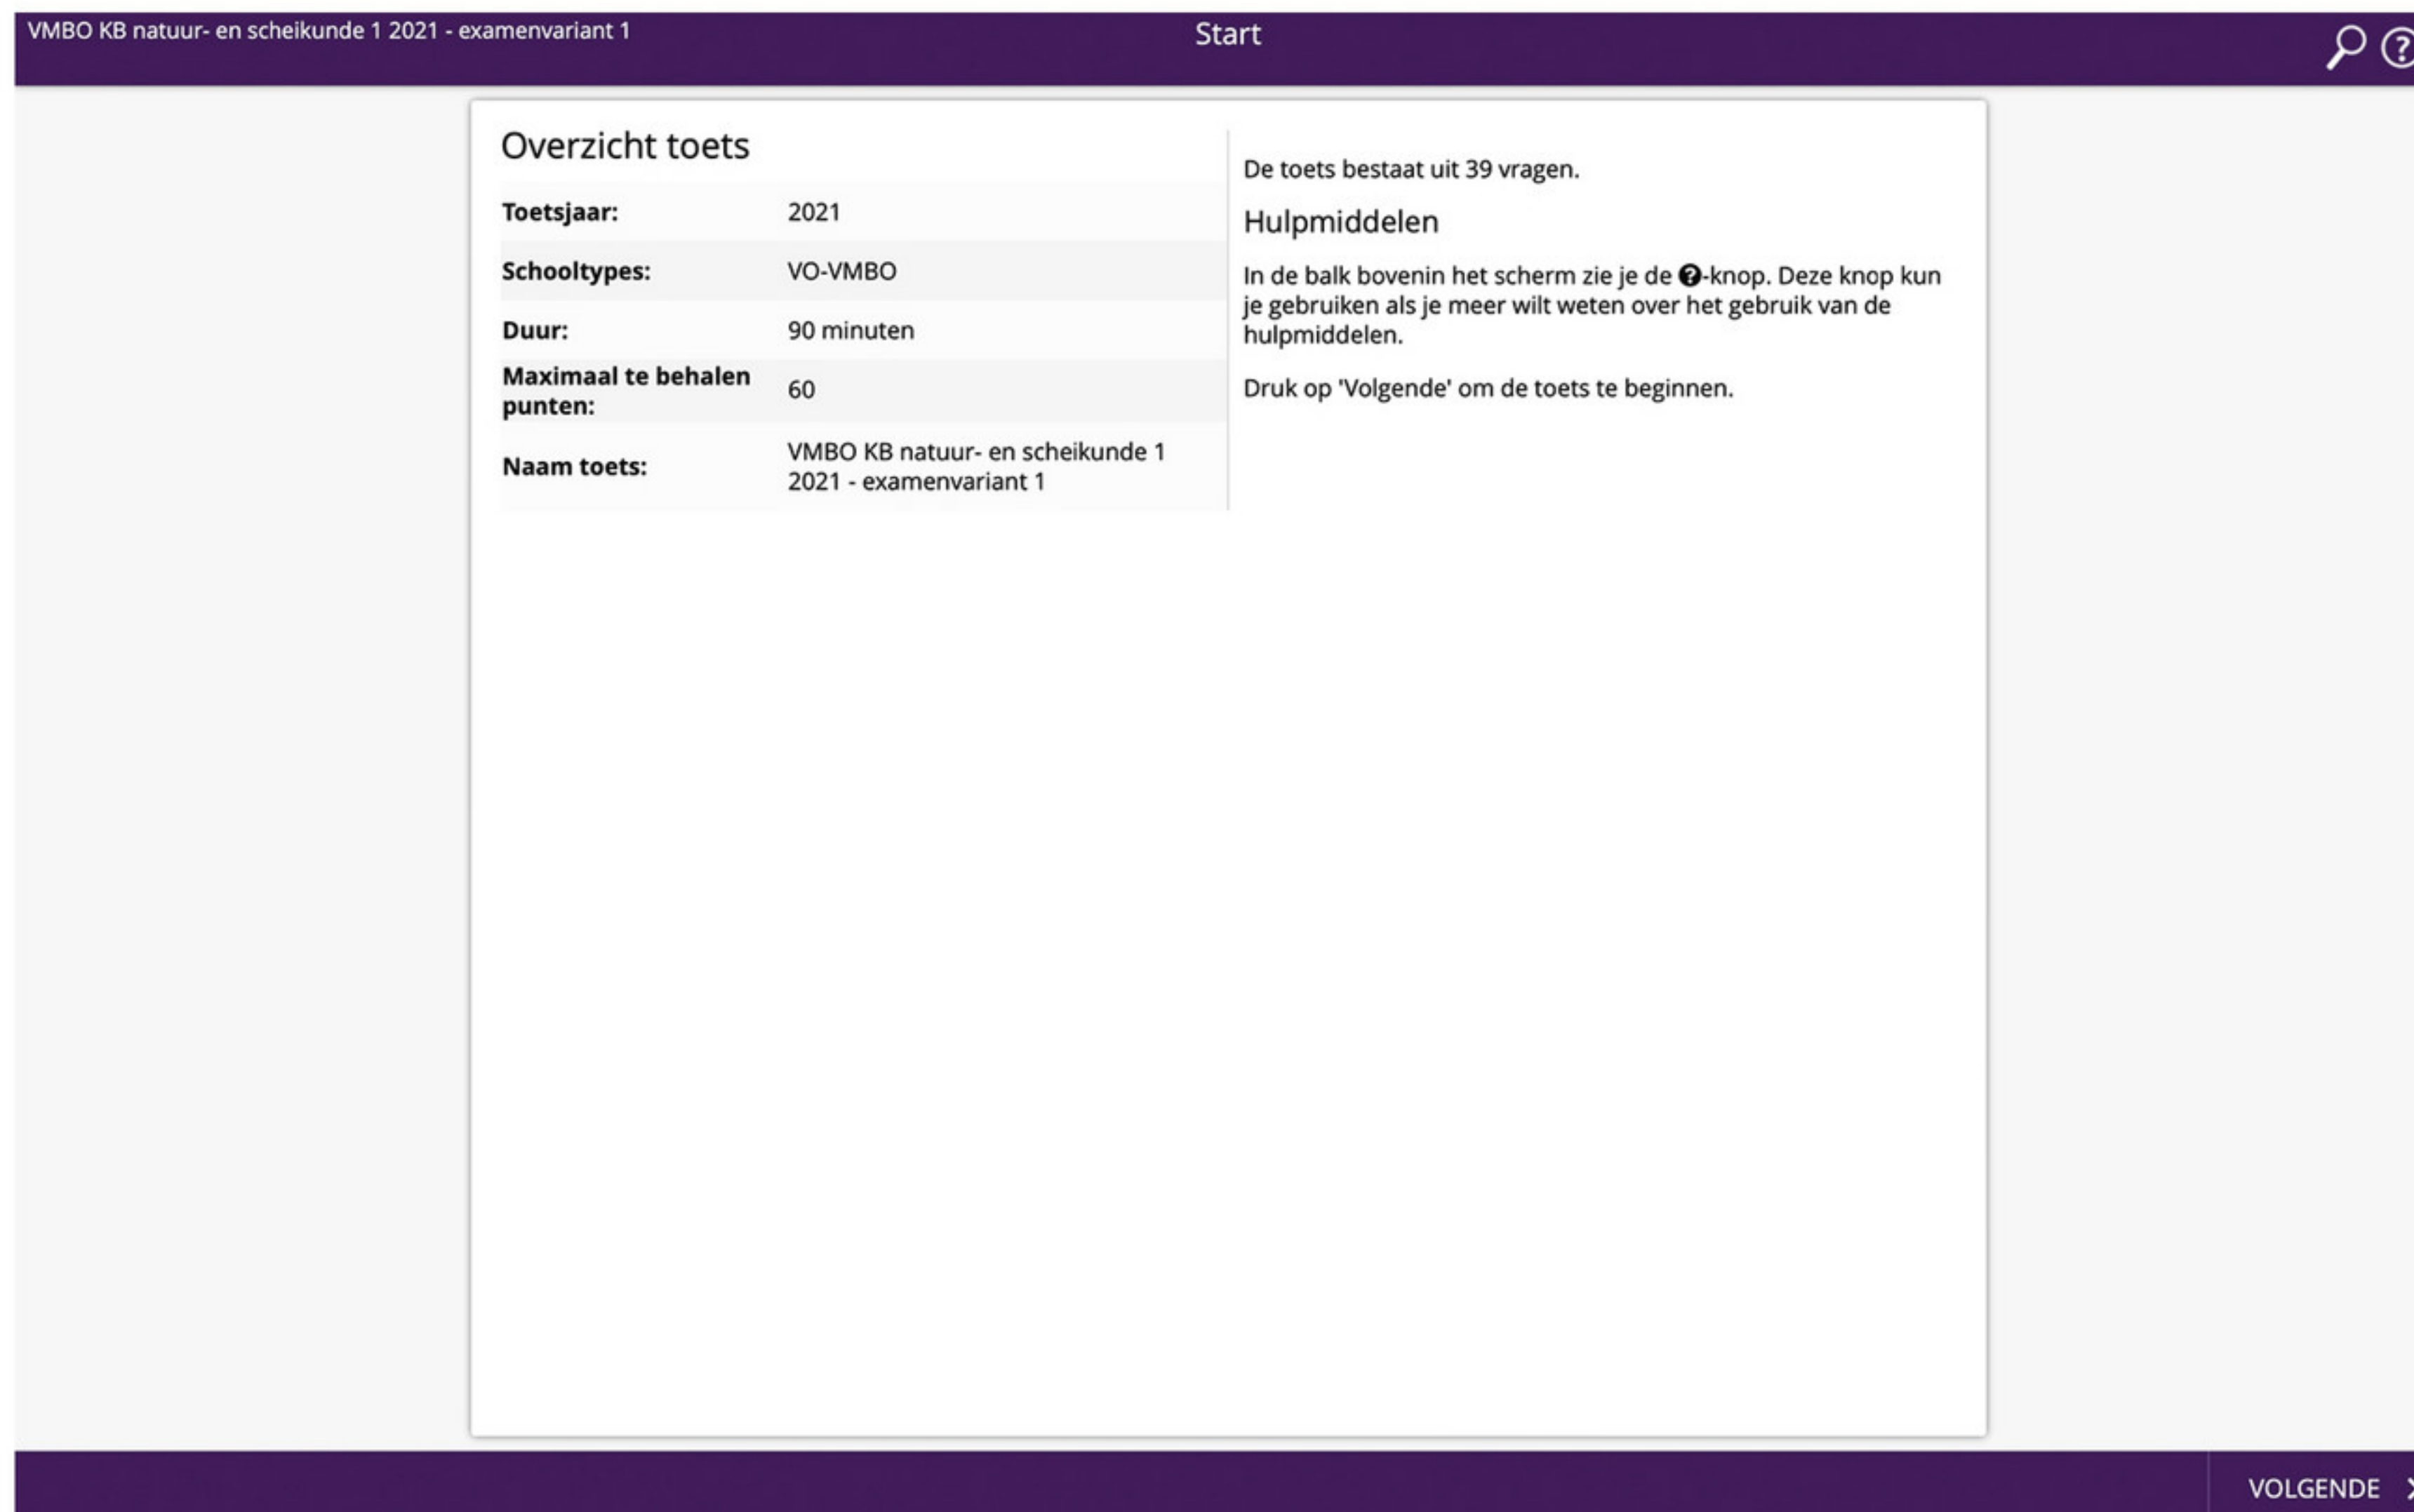 VMBO KB natuur- en scheikunde 1 2021 - examenvariant 1
Start
Overzicht toets
Toetsjaar: 2021
Schooltypes: VO-VMBO
Duur: 90 minuten
Maximaal te behalen
punten: 60
Naam toets: VMBO KB natuur- en scheikunde 1
2021 - examenvariant 1
De toets bestaat uit 39 vragen.
Hulpmiddelen
In de balk bovenin het scherm zie je de ?-knop. Deze knop kun
je gebruiken als je meer wilt weten over het gebruik van de
hulpmiddelen.
Druk op 'Volgende' om de toets te beginnen.
VOLGENDE